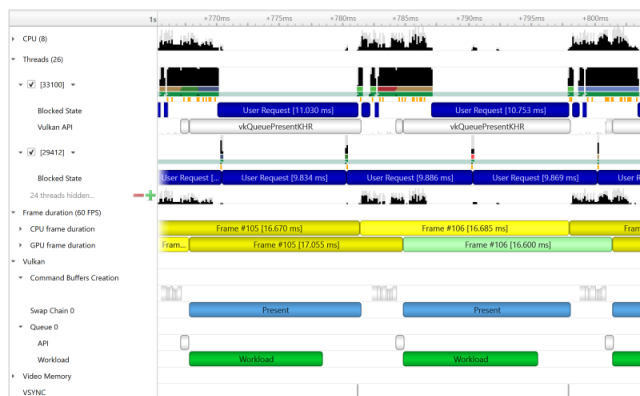 1s +770ms +775ms +780ms +785ms +790ms +795ms +800ms
CPU (8)
Threads (26)
[33100]
Blocked State User Request [11.030 ms] User Request [10.753 ms]
Vulkan API vkQueuePresentKHR vkQueuePresentKHR
[29412]
Blocked State User Request [... User Request [9.834 ms] User Request [9.886 ms] User Request [9.869 ms] User R
24 threads hidden...
Frame duration (60 FPS)
CPU frame duration Frame #105 [16.670 ms] Frame #106 [16.685 ms] Fram
GPU frame duration Fram... Frame #105 [17.055 ms] Frame #106 [16.600 ms]
Vulkan
Command Buffers Creation
Swap Chain 0 Present Present
Queue 0
API
Workload Workload Workload
Video Memory
VSYNC